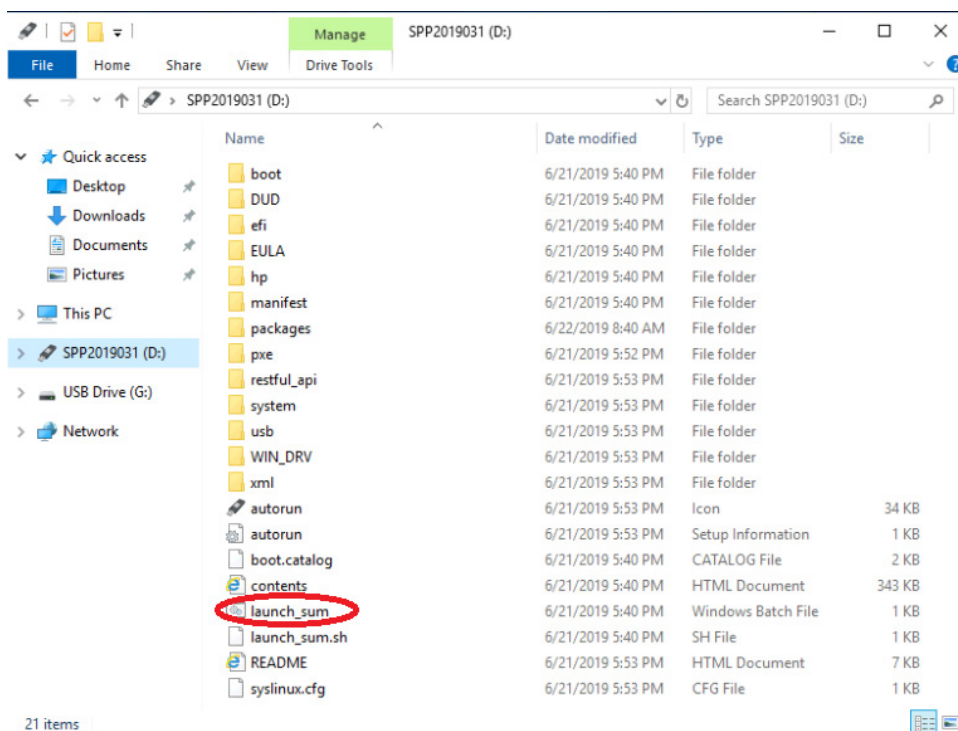 Manage SPP2019031 (D:)
File Home Share View Drive Tools
SPP2019031 (D:) Search SPP2019031 (D:)
Name Date modified Type Size
Quick access
Desktop
Downloads
Documents
Pictures
This PC
SPP2019031 (D:)
USB Drive (G:)
Network
boot 6/21/2019 5:40 PM File folder
DUD 6/21/2019 5:40 PM File folder
efi 6/21/2019 5:40 PM File folder
EULA 6/21/2019 5:40 PM File folder
hp 6/21/2019 5:40 PM File folder
manifest 6/21/2019 5:40 PM File folder
packages 6/22/2019 8:40 AM File folder
pxe 6/21/2019 5:52 PM File folder
restful_api 6/21/2019 5:53 PM File folder
system 6/21/2019 5:53 PM File folder
usb 6/21/2019 5:53 PM File folder
WIN_DRV 6/21/2019 5:53 PM File folder
xml 6/21/2019 5:53 PM File folder
autorun 6/21/2019 5:53 PM Icon 34 KB
autorun 6/21/2019 5:53 PM Setup Information 1 KB
boot.catalog 6/21/2019 5:40 PM CATALOG File 2 KB
contents 6/21/2019 5:40 PM HTML Document 343 KB
launch_sum 6/21/2019 5:40 PM Windows Batch File 1 KB
launch_sum.sh 6/21/2019 5:40 PM SH File 1 KB
README 6/21/2019 5:53 PM HTML Document 7 KB
syslinux.cfg 6/21/2019 5:53 PM CFG File 1 KB
21 items